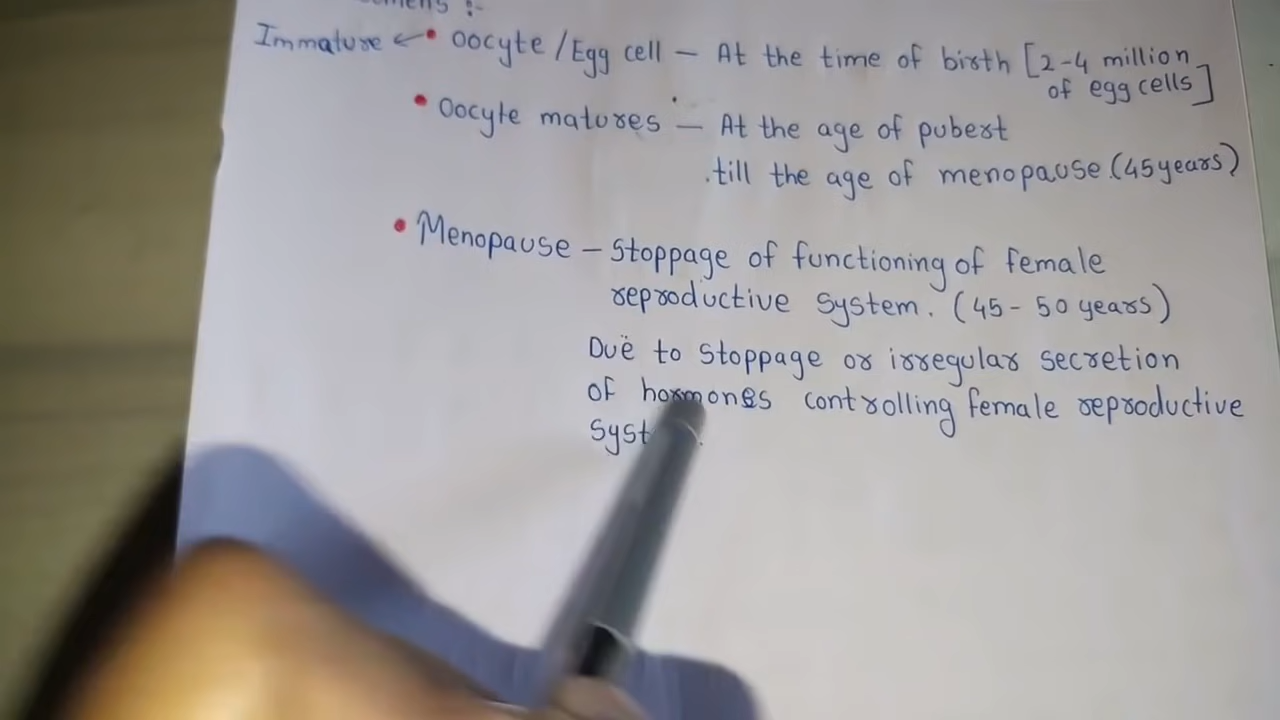 Immature ← • Oocyte / Egg cell – At the time of birth [2-4 million
of egg cells]
• Oocyte matures – At the age of pubert
till the age of menopause. (45 years)
• Menopause – Stoppage of functioning of female
reproductive System. (45 - 50 years)
Due to stoppage or irregular secretion
of hormones controlling female reproductive